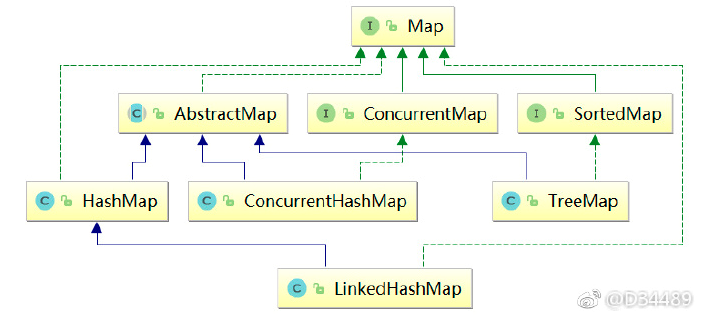 I Map
C AbstractMap
I ConcurrentMap
I SortedMap
C HashMap
C ConcurrentHashMap
C TreeMap
C LinkedHashMap
@D34489